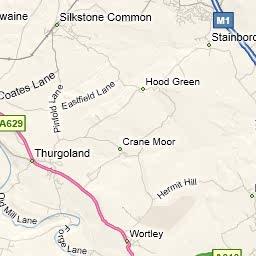 waine
Silkstone Common
M1
Stainboro
Hood Green
Coates Lane
Eastfield Lane
Pinfold Lane
A629
Crane Moor
Thurgoland
Hermit Hill
Old Mill Lane
Forge Lane
Wortley